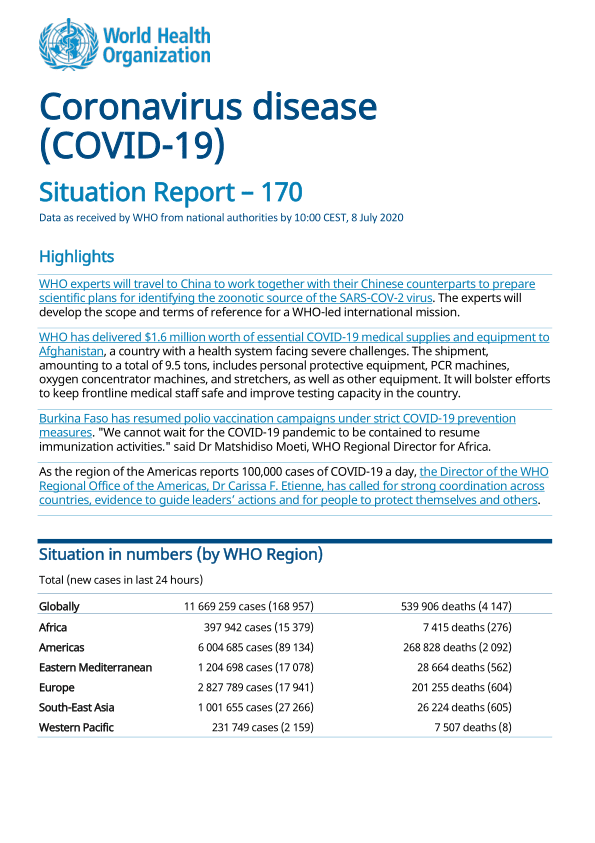 World Health
Organization
Coronavirus disease
(COVID-19)
Situation Report – 170
Data as received by WHO from national authorities by 10:00 CEST, 8 July 2020
Highlights
WHO experts will travel to China to work together with their Chinese counterparts to prepare
scientific plans for identifying the zoonotic source of the SARS-COV-2 virus. The experts will
develop the scope and terms of reference for a WHO-led international mission.
WHO has delivered $1.6 million worth of essential COVID-19 medical supplies and equipment to
Afghanistan, a country with a health system facing severe challenges. The shipment,
amounting to a total of 9.5 tons, includes personal protective equipment, PCR machines,
oxygen concentrator machines, and stretchers, as well as other equipment. It will bolster efforts
to keep frontline medical staff safe and improve testing capacity in the country.
Burkina Faso has resumed polio vaccination campaigns under strict COVID-19 prevention
measures. "We cannot wait for the COVID-19 pandemic to be contained to resume
immunization activities." said Dr Matshidiso Moeti, WHO Regional Director for Africa.
As the region of the Americas reports 100,000 cases of COVID-19 a day, the Director of the WHO
Regional Office of the Americas, Dr Carissa F. Etienne, has called for strong coordination across
countries, evidence to guide leaders’ actions and for people to protect themselves and others.
Situation in numbers (by WHO Region)
Total (new cases in last 24 hours)
Globally 11 669 259 cases (168 957) 539 906 deaths (4 147)
Africa 397 942 cases (15 379) 7 415 deaths (276)
Americas 6 004 685 cases (89 134) 268 828 deaths (2 092)
Eastern Mediterranean 1 204 698 cases (17 078) 28 664 deaths (562)
Europe 2 827 789 cases (17 941) 201 255 deaths (604)
South-East Asia 1 001 655 cases (27 266) 26 224 deaths (605)
Western Pacific 231 749 cases (2 159) 7 507 deaths (8)